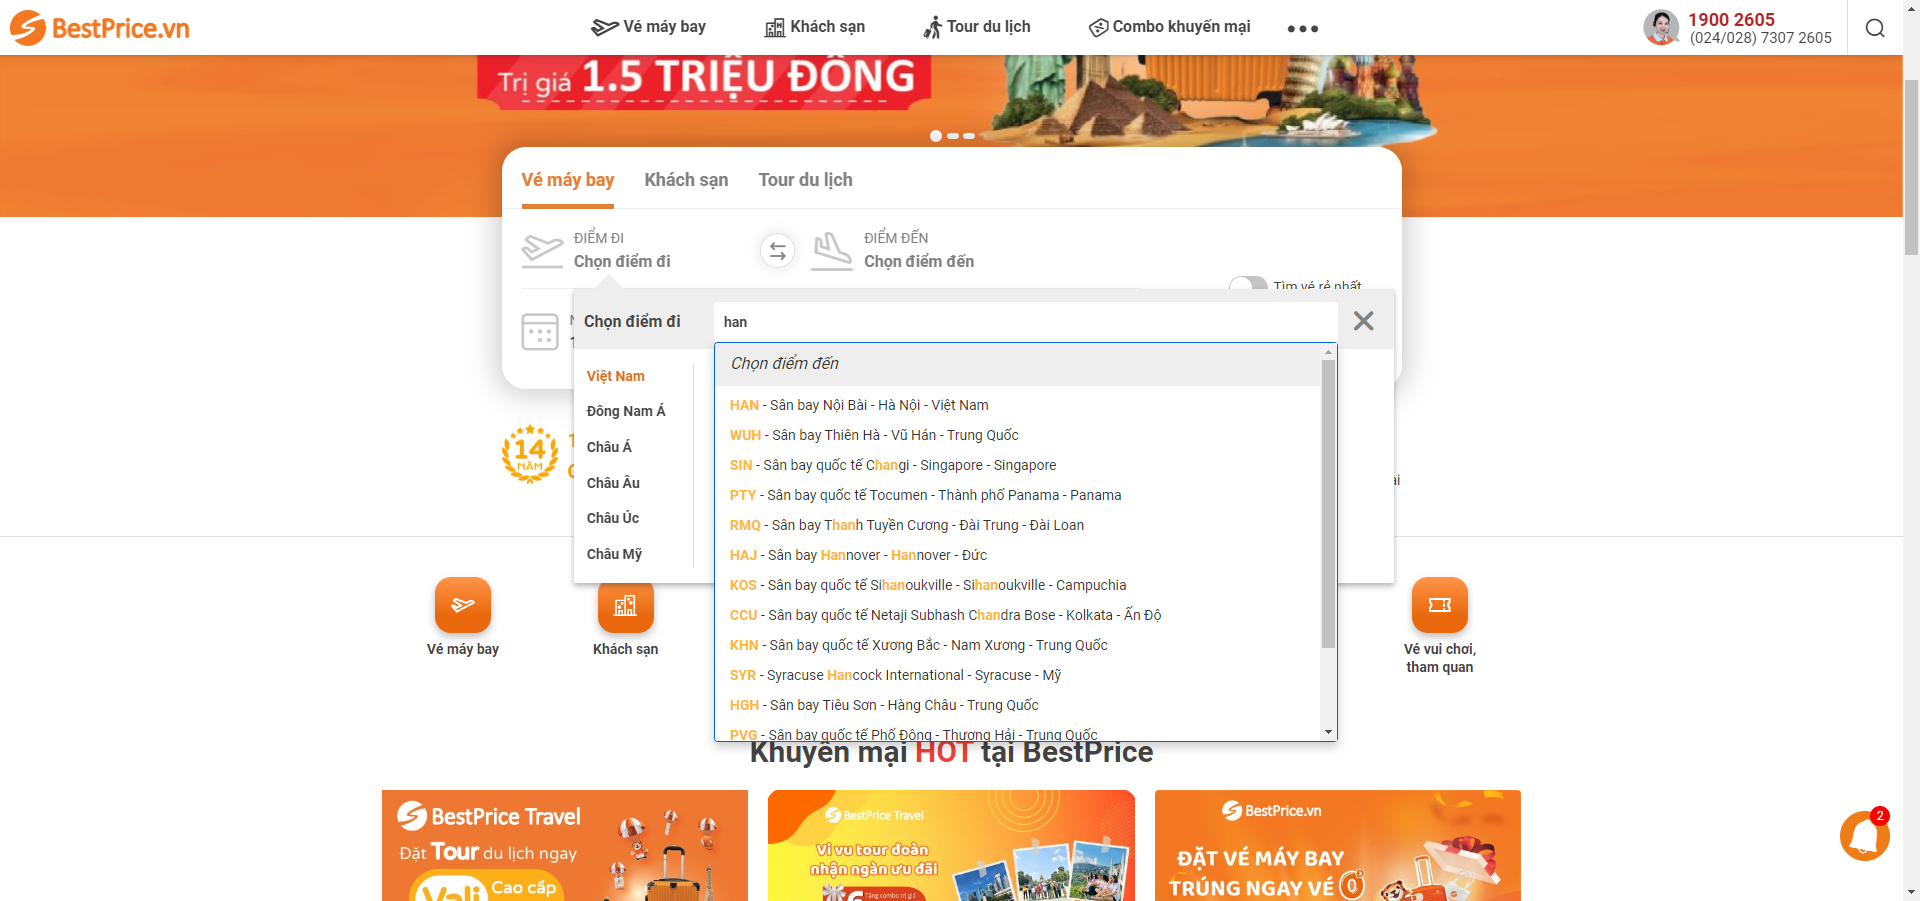 BestPrice.vn
Vé máy bay
Khách sạn
Tour du lịch
Combo khuyến mại
1900 2605
(024/028) 7307 2605
Trị giá 1.5 TRIỆU ĐỒNG
Vé máy bay
Khách sạn
Tour du lịch
ĐIỂM ĐI
Chọn điểm đi
ĐIỂM ĐẾN
Chọn điểm đến
Tìm vé rẻ nhất
Chọn điểm đi
han
Việt Nam
Đông Nam Á
Châu Á
Châu Âu
Châu Úc
Châu Mỹ
Chọn điểm đến
HAN - Sân bay Nội Bài - Hà Nội - Việt Nam
WUH - Sân bay Thiên Hà - Vũ Hán - Trung Quốc
SIN - Sân bay quốc tế Changi - Singapore - Singapore
PTY - Sân bay quốc tế Tocumen - Thành phố Panama - Panama
RMQ - Sân bay Thanh Tuyền Cương - Đài Trung - Đài Loan
HAJ - Sân bay Hannover - Hannover - Đức
KOS - Sân bay quốc tế Sihanoukville - Sihanoukville - Campuchia
CCU - Sân bay quốc tế Netaji Subhash Chandra Bose - Kolkata - Ấn Độ
KHN - Sân bay quốc tế Xương Bắc - Nam Xương - Trung Quốc
SYR - Syracuse Hancock International - Syracuse - Mỹ
HGH - Sân bay Tiêu Sơn - Hàng Châu - Trung Quốc
PVG - Sân bay quốc tế Phố Đông - Thượng Hải - Trung Quốc
14
NĂM
Vé máy bay
Khách sạn
Vé vui chơi,
tham quan
Khuyến mại HOT tại BestPrice
BestPrice Travel
Đặt Tour du lịch ngay
Vali Cao cấp
BestPrice Travel
Vi vu tour đoàn
nhận ngàn ưu đãi
Tặng combo trị giá
BestPrice.vn
ĐẶT VÉ MÁY BAY
TRÚNG NGAY VÉ 0
2